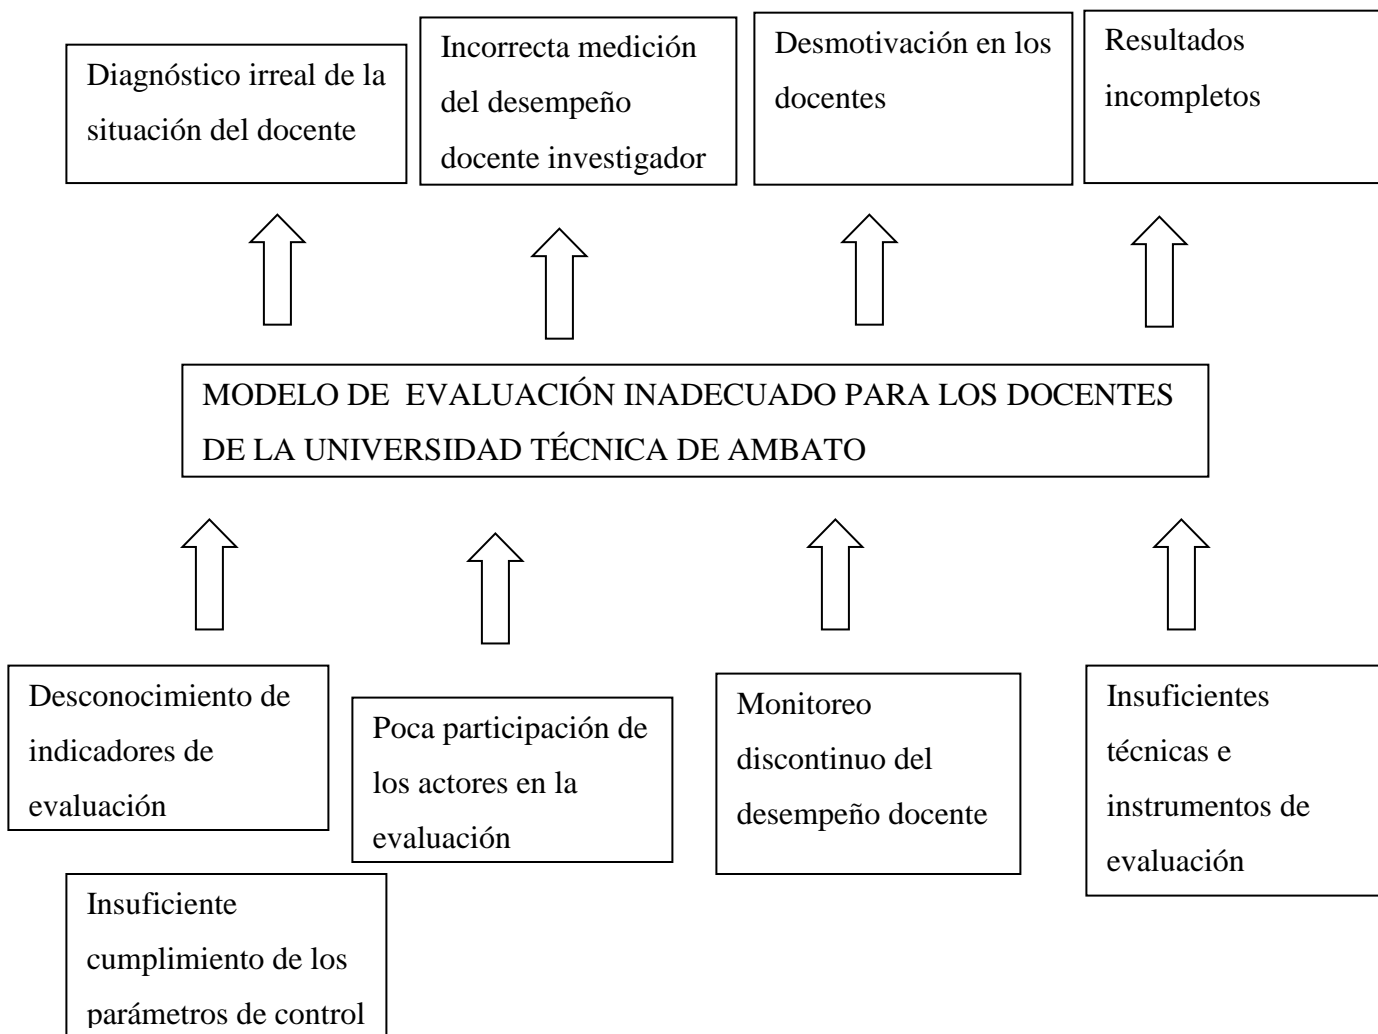 Diagnóstico irreal de la
situación del docente
Incorrecta medición
del desempeño
docente investigador
Desmotivación en los
docentes
Resultados
incompletos
MODELO DE  EVALUACIÓN INADECUADO PARA LOS DOCENTES
DE LA UNIVERSIDAD TÉCNICA DE AMBATO
Desconocimiento de
indicadores de
evaluación
Poca participación de
los actores en la
evaluación
Monitoreo
discontinuo del
desempeño docente
Insuficientes
técnicas e
instrumentos de
evaluación
Insuficiente
cumplimiento de los
parámetros de control